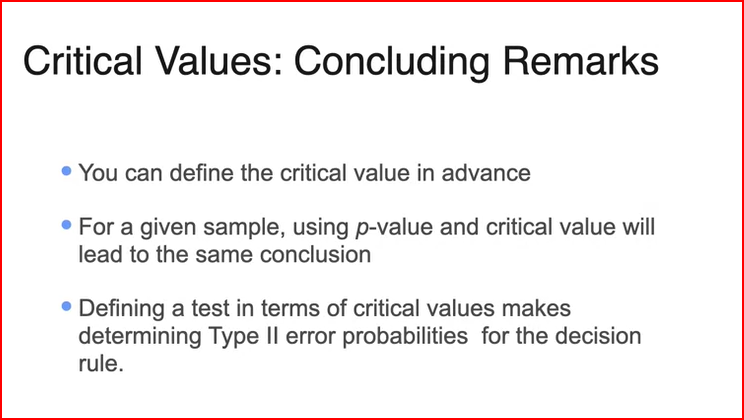 Critical Values: Concluding Remarks
You can define the critical value in advance
For a given sample, using p-value and critical value will
lead to the same conclusion
Defining a test in terms of critical values makes
determining Type II error probabilities  for the decision
rule.